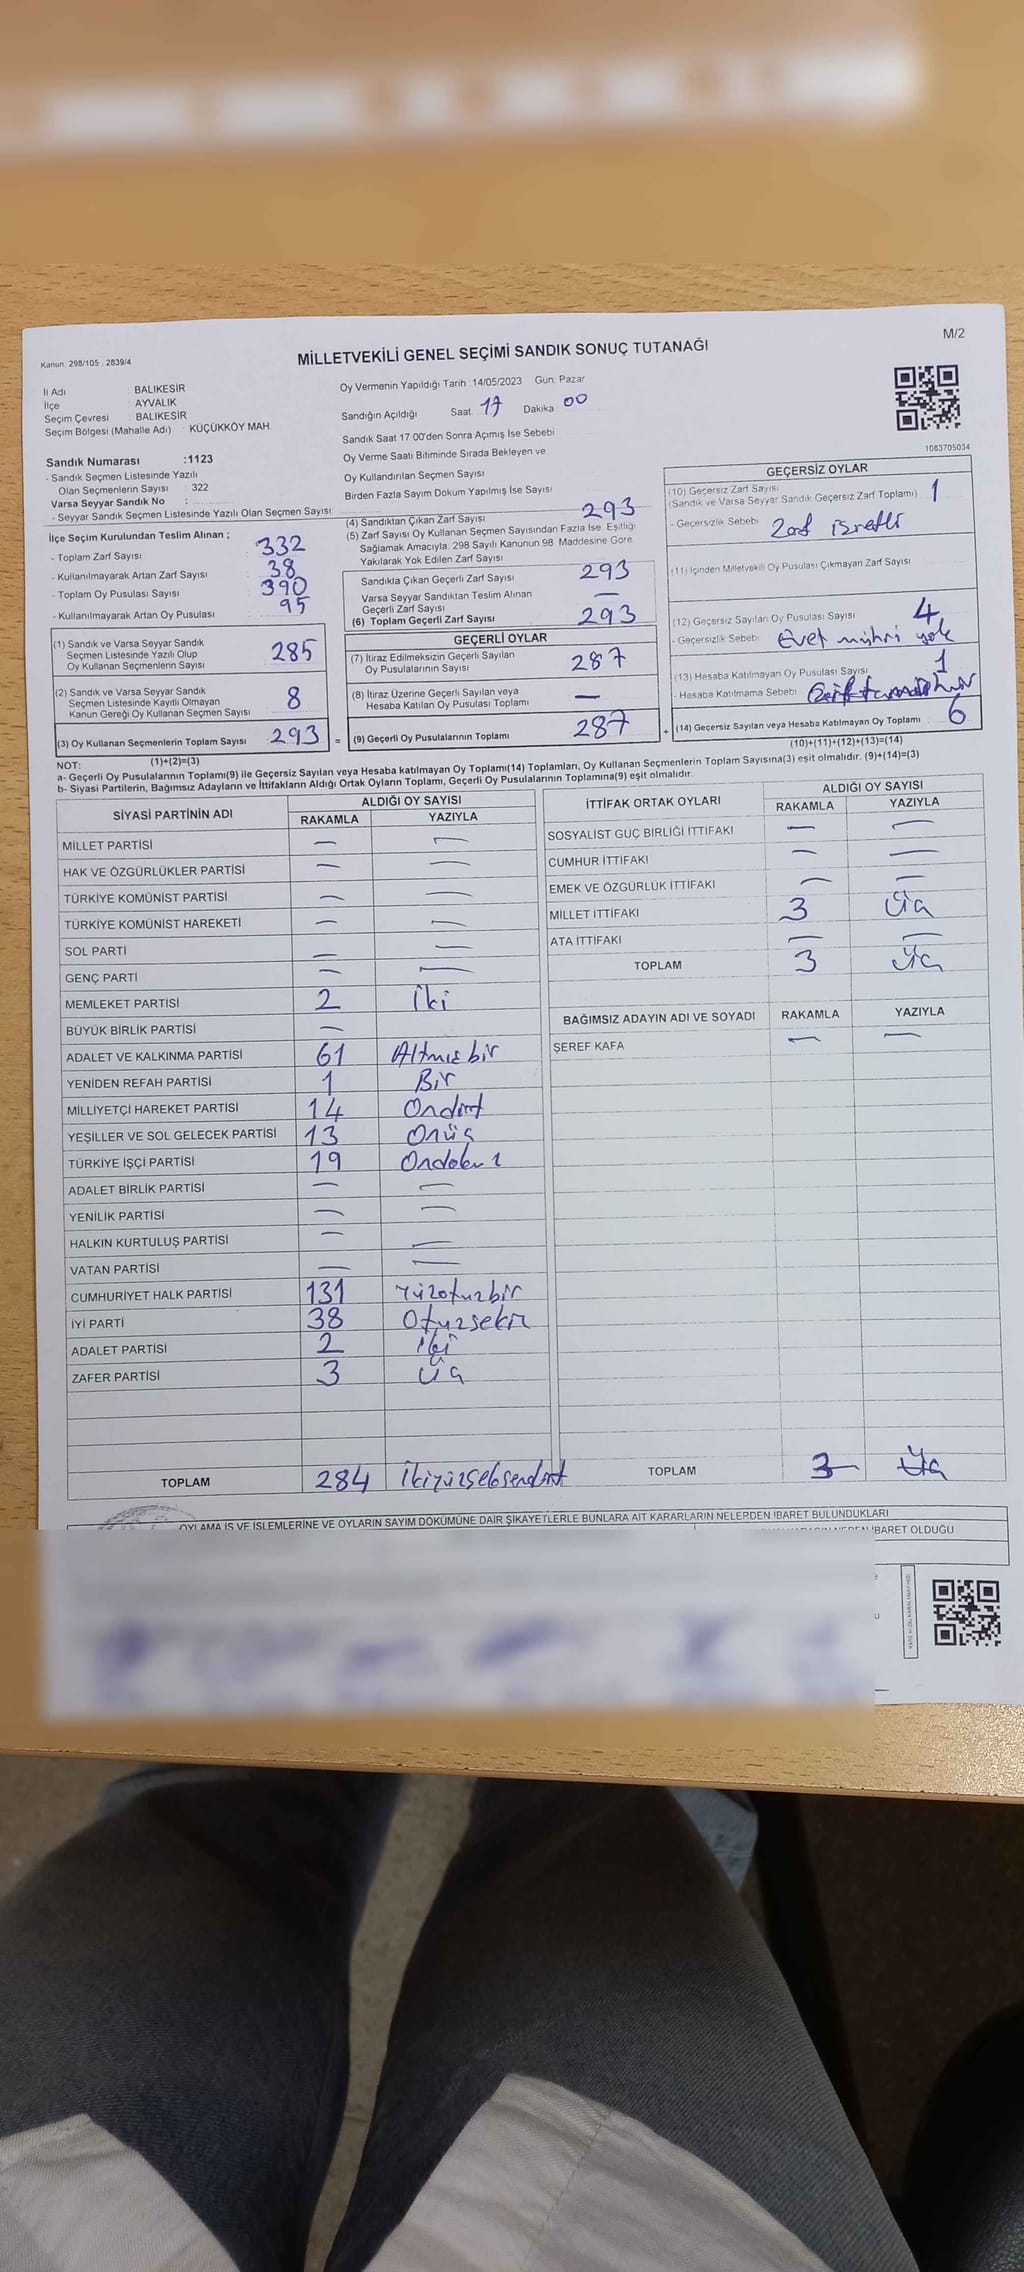 M/2
MİLLETVEKİLİ GENEL SEÇİMİ SANDIK SONUÇ TUTANAĞI
Kanun: 298/105 . 2839/4
İl Adı : BALIKESİR
İlçe : AYVALIK
Seçim Çevresi : BALIKESİR
Seçim Bölgesi (Mahalle Adı) : KÜÇÜKKÖY MAH.
Sandık Numarası :1123
- Sandık Seçmen Listesinde Yazılı
Olan Seçmenlerin Sayısı : 322
Varsa Seyyar Sandık No :
- Seyyar Sandık Seçmen Listesinde Yazılı Olan Seçmen Sayısı:
Oy Vermenin Yapıldığı Tarih 14/05/2023 Gün. Pazar
Sandığın Açıldığı Saat 17 Dakika 00
Sandık Saat 17.00'den Sonra Açımış İse Sebebi
Oy Verme Saati Bitiminde Sırada Bekleyen ve
Oy Kullandırılan Seçmen Sayısı
Birden Fazla Sayım Döküm Yapılmış İse Sayısı
1083705034
İlçe Seçim Kurulundan Teslim Alınan ;
- Toplam Zarf Sayısı 332
- Kullanılmayarak Artan Zarf Sayısı 38
- Toplam Oy Pusulası Sayısı 390
- Kullanılmayarak Artan Oy Pusulası 95
(1) Sandık ve Varsa Seyyar Sandık
Seçmen Listesinde Yazılı Olup
Oy Kullanan Seçmenlerin Sayısı 285
(2) Sandık ve Varsa Seyyar Sandık
Seçmen Listesinde Kayıtlı Olmayan
Kanun Gereği Oy Kullanan Seçmen Sayısı 8
(3) Oy Kullanan Seçmenlerin Toplam Sayısı 293 =
(4) Sandıktan Çıkan Zarf Sayısı 293
(5) Zarf Sayısı Oy Kullanan Seçmen Sayısından Fazla İse, Eşitliği
Sağlamak Amacıyla, 298 Sayılı Kanunun 98. Maddesine Göre
Yakılarak Yok Edilen Zarf Sayısı
Sandıkta Çıkan Geçerli Zarf Sayısı 293
Varsa Seyyar Sandıktan Teslim Alınan
Geçerli Zarf Sayısı —
(6) Toplam Geçerli Zarf Sayısı 293
GEÇERLİ OYLAR
(7) İtiraz Edilmeksizin Geçerli Sayılan
Oy Pusulalarının Sayısı 287
(8) İtiraz Üzerine Geçerli Sayılan veya
Hesaba Katılan Oy Pusulası Toplamı —
(9) Geçerli Oy Pusulalarının Toplamı 287 +
GEÇERSİZ OYLAR
(10) Geçersiz Zarf Sayısı
(Sandık ve Varsa Seyyar Sandık Geçersiz Zarf Toplamı) 1
- Geçersizlik Sebebi Zarf
(11) İçinden Milletvekili Oy Pusulası Çıkmayan Zarf Sayısı
(12) Geçersiz Sayılan Oy Pusulası Sayısı 4
- Geçersizlik Sebebi Evet mührü yok
(13) Hesaba Katılmayan Oy Pusulası Sayısı 1
- Hesaba Katılmama Sebebi
(14) Geçersiz Sayılan veya Hesaba Katılmayan Oy Toplamı 6
NOT: (1)+(2)=(3)
(10)+(11)+(12)+(13)=(14)
a- Geçerli Oy Pusulalarının Toplamı(9) ile Geçersiz Sayılan veya Hesaba katılmayan Oy Toplamı(14) Toplamları, Oy Kullanan Seçmenlerin Toplam Sayısına(3) eşit olmalıdır. (9)+(14)=(3)
b- Siyasi Partilerin, Bağımsız Adayların ve İttifakların Aldığı Ortak Oyların Toplamı, Geçerli Oy Pusulalarının Toplamına(9) eşit olmalıdır.
SİYASİ PARTİNİN ADI ALDIĞI OY SAYISI
RAKAMLA YAZIYLA
MİLLET PARTİSİ — —
HAK VE ÖZGÜRLÜKLER PARTİSİ — —
TÜRKİYE KOMÜNİST PARTİSİ — —
TÜRKİYE KOMÜNİST HAREKETİ — —
SOL PARTİ — —
GENÇ PARTİ — —
MEMLEKET PARTİSİ 2 İki
BÜYÜK BİRLİK PARTİSİ —
ADALET VE KALKINMA PARTİSİ 61 Altmış bir
YENİDEN REFAH PARTİSİ 1 Bir
MİLLİYETÇİ HAREKET PARTİSİ 14 Ondört
YEŞİLLER VE SOL GELECEK PARTİSİ 13 Onüç
TÜRKİYE İŞÇİ PARTİSİ 19 Ondokuz
ADALET BİRLİK PARTİSİ — —
YENİLİK PARTİSİ — —
HALKIN KURTULUŞ PARTİSİ — —
VATAN PARTİSİ — —
CUMHURİYET HALK PARTİSİ 131 Yüzotuzbir
İYİ PARTİ 38 Otuzsekiz
ADALET PARTİSİ 2 İki
ZAFER PARTİSİ 3 Üç
TOPLAM 284 İkiyüzseksendört
İTTİFAK ORTAK OYLARI ALDIĞI OY SAYISI
RAKAMLA YAZIYLA
SOSYALİST GÜÇ BİRLİĞİ İTTİFAKI — —
CUMHUR İTTİFAKI — —
EMEK VE ÖZGÜRLÜK İTTİFAKI — —
MİLLET İTTİFAKI 3 Üç
ATA İTTİFAKI — —
TOPLAM 3 Üç
BAĞIMSIZ ADAYIN ADI VE SOYADI RAKAMLA YAZIYLA
ŞEREF KAFA — —
TOPLAM 3 Üç
OYLAMA İŞ VE İŞLEMLERİNE VE OYLARIN SAYIM DÖKÜMÜNE DAİR ŞİKAYETLERLE BUNLARA AİT KARARLARIN NELERDEN İBARET BULUNDUKLARI
İBARET OLDUĞU